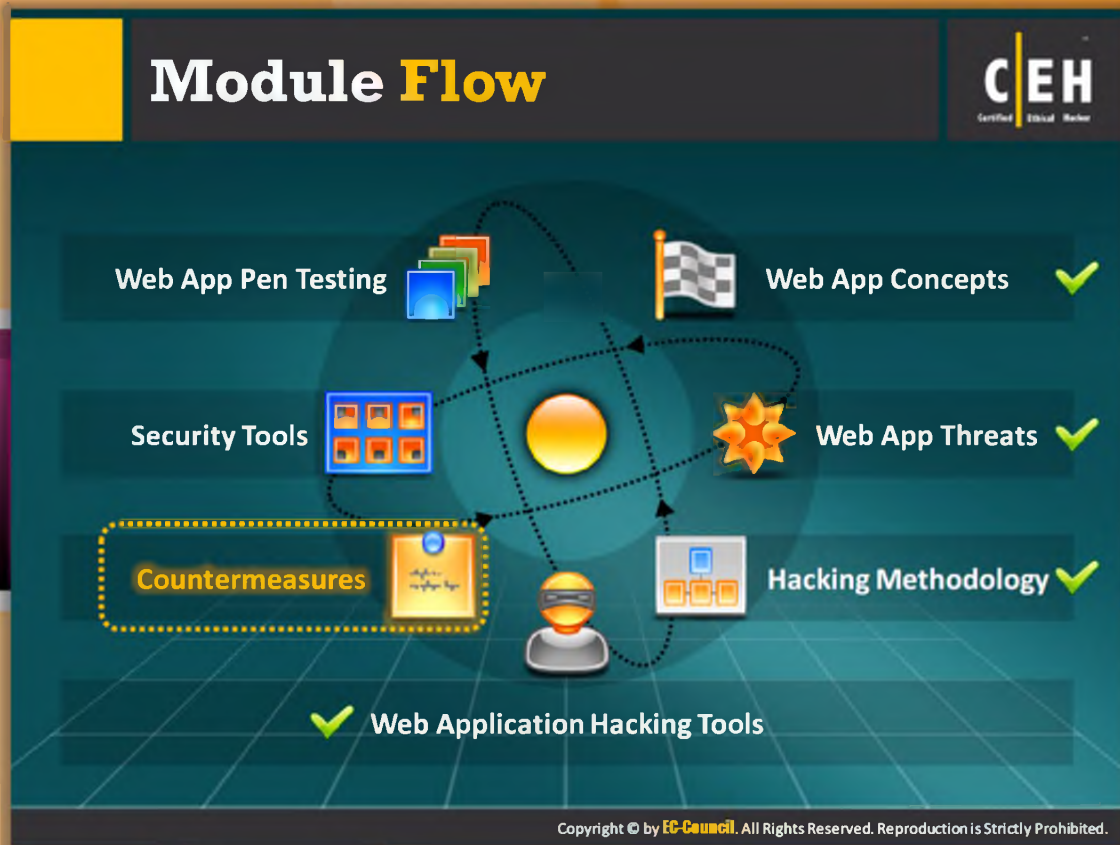 Module Flow
C|EH
Certified Ethical Hacker
Web App Pen Testing
Web App Concepts
Security Tools
Web App Threats
Countermeasures
Hacking Methodology
Web Application Hacking Tools
Copyright © by EC-Council. All Rights Reserved. Reproduction is Strictly Prohibited.